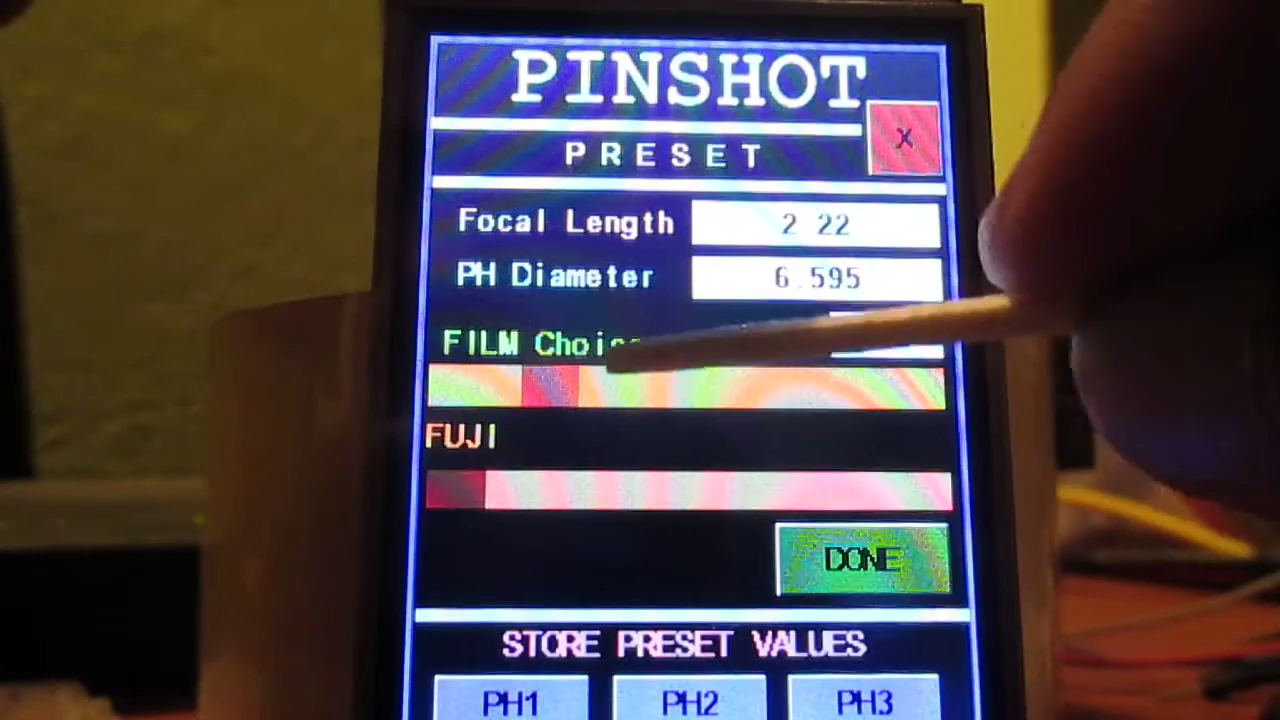 PINSHOT
X
PRESET
Focal Length 2 22
PH Diameter 6.595
FILM
FUJI
DONE
STORE PRESET VALUES
PH1 PH2 PH3